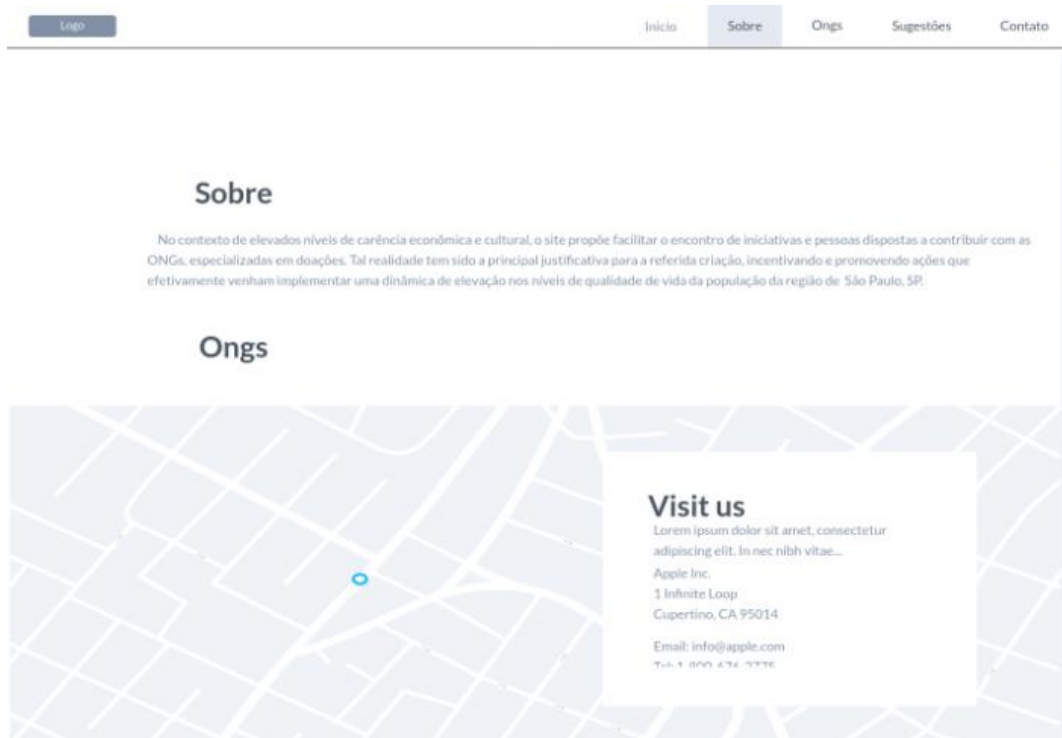 Logo
Inicio Sobre Ongs Sugestões Contato
Sobre
No contexto de elevados níveis de carência econômica e cultural, o site propõe facilitar o encontro de iniciativas e pessoas dispostas a contribuir com as
ONGs, especializadas em doações. Tal realidade tem sido a principal justificativa para a referida criação, incentivando e promovendo ações que
efetivamente venham implementar uma dinâmica de elevação nos níveis de qualidade de vida da população da região de São Paulo, SP.
Ongs
Visit us
Lorem ipsum dolor sit amet, consectetur
adipiscing elit. In nec nibh vitae...
Apple Inc.
1 Infinite Loop
Cupertino, CA 95014
Email: info@apple.com